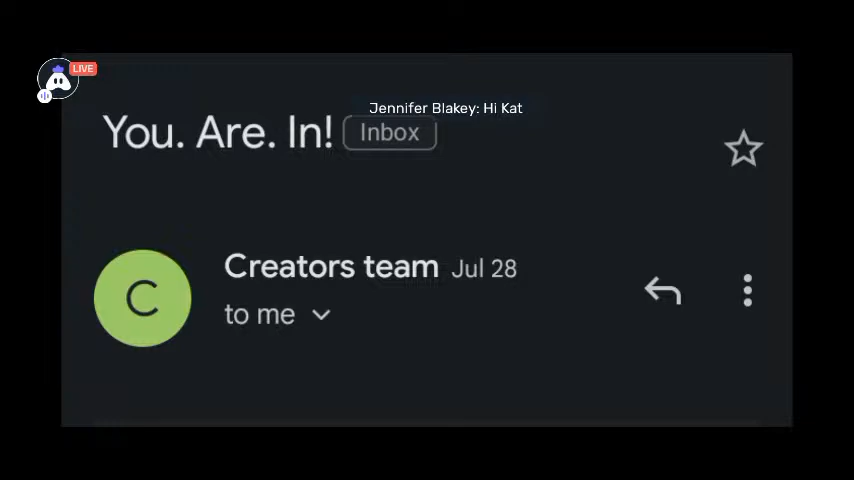 LIVE
Jennifer Blakey: Hi Kat
You. Are. In! Inbox
C
Creators team Jul 28
to me